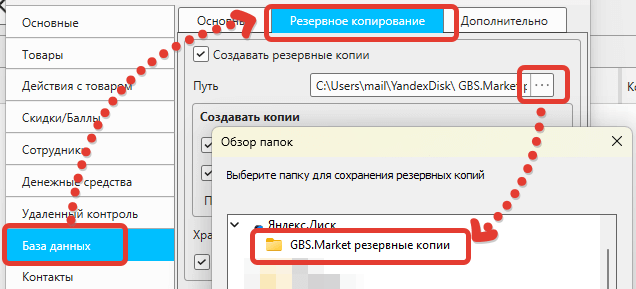 Основные
Товары
Действия с товаром
Скидки/Баллы
Сотрудники
Денежные средства
Удаленный контроль
База данных
Контакты
Резервное копирование
Дополнительно
Создавать резервные копии
Путь
C:\Users\mail\YandexDisk\ GBS.Market
...
Создавать копии
Обзор папок
Выберите папку для сохранения резервных копий
Яндекс.Диск
GBS.Market резервные копии